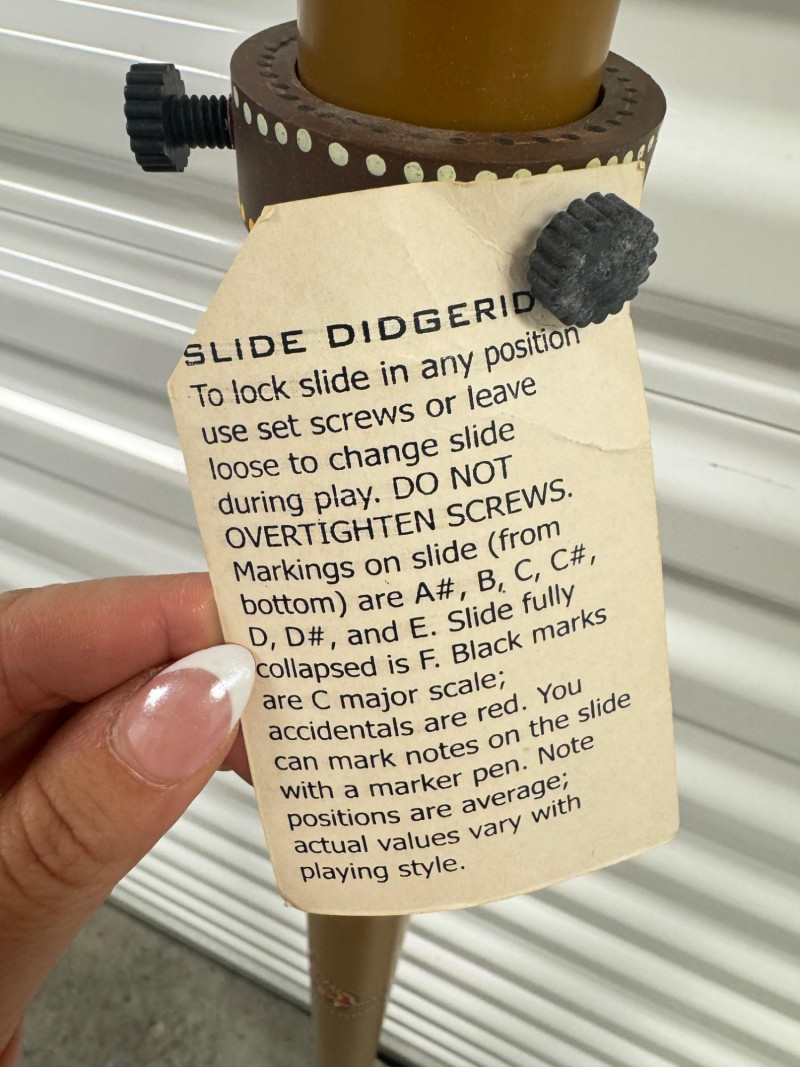 SLIDE DIDGERID
To lock slide in any position
use set screws or leave
loose to change slide
during play. DO NOT
OVERTIGHTEN SCREWS.
Markings on slide (from
bottom) are A#, B, C, C#,
D, D#, and E. Slide fully
collapsed is F. Black marks
are C major scale;
accidentals are red. You
can mark notes on the slide
with a marker pen. Note
positions are average;
actual values vary with
playing style.